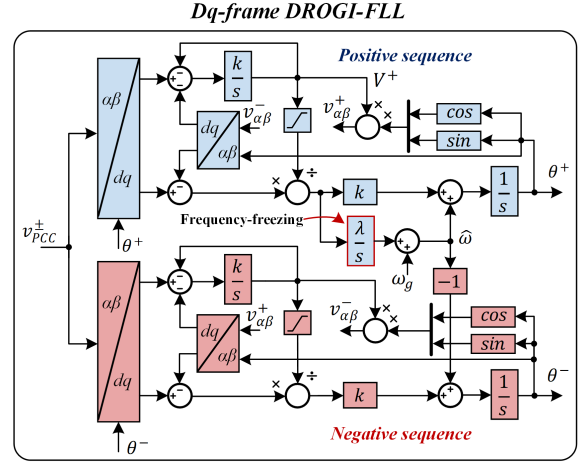 Dq-frame DROGI-FLL
Positive sequence
αβ
dq
k
s
V⁺
v⁻αβ
v⁺αβ
cos
sin
dq
αβ
×
×
×
÷
k
1
s
θ⁺
θ⁺
Frequency-freezing
λ
s
ω̂
ω_g
v±PCC
-1
αβ
dq
k
s
v⁺αβ
v⁻αβ
cos
sin
dq
αβ
×
×
×
÷
k
1
s
θ⁻
θ⁻
Negative sequence